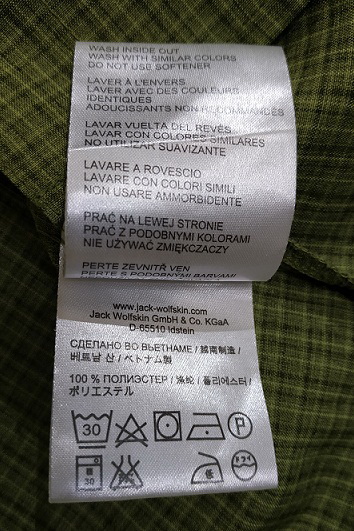 WASH INSIDE OUT
WASH WITH SIMILAR COLORS
DO NOT USE SOFTENER
LAVER À L'ENVERS
LAVER AVEC DES COULEURS
IDENTIQUES
ADOUCISSANTS NON RECOMMANDÉS
LAVAR VUELTA DEL REVÉS
LAVAR CON COLORES SIMILARES
NO UTILIZAR SUAVIZANTE
LAVARE A ROVESCIO
LAVARE CON COLORI SIMILI
NON USARE AMMORBIDENTE
PRAĆ NA LEWEJ STRONIE
PRAĆ Z PODOBNYMI KOLORAMI
NIE UŻYWAĆ ZMIĘKCZACZY
PERTE ZEVNITŘ VEN
PERTE S PODOBNÝMI BARVAMI
www.jack-wolfskin.com
Jack Wolfskin GmbH & Co. KGaA
D-65510 Idstein
СДЕЛАНО ВО ВЬЕТНАМЕ / 越南制造 /
베트남 산 / ベトナム製
100 % ПОЛИЭСТЕР / 涤纶 / 폴리에스터 /
ポリエステル
30 P
30